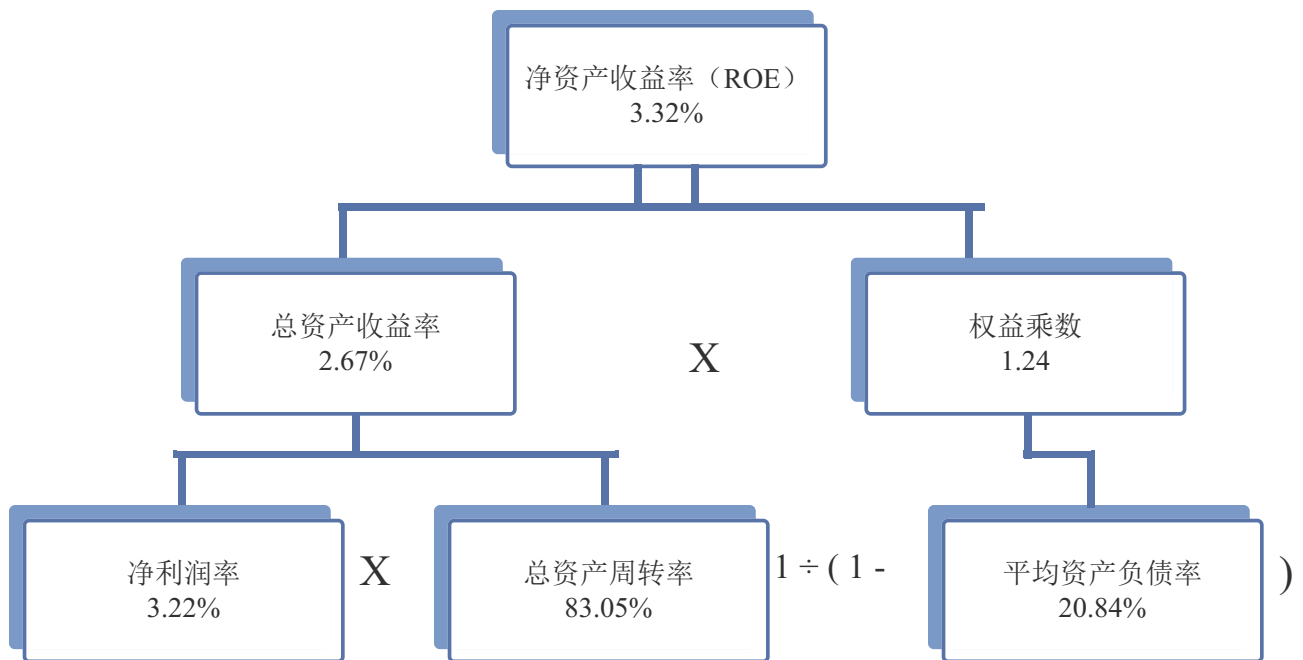 净资产收益率（ROE）
3.32%
总资产收益率
2.67%
X
权益乘数
1.24
净利润率
3.22%
X
总资产周转率
83.05%
1 ÷ ( 1 -
平均资产负债率
20.84%
)